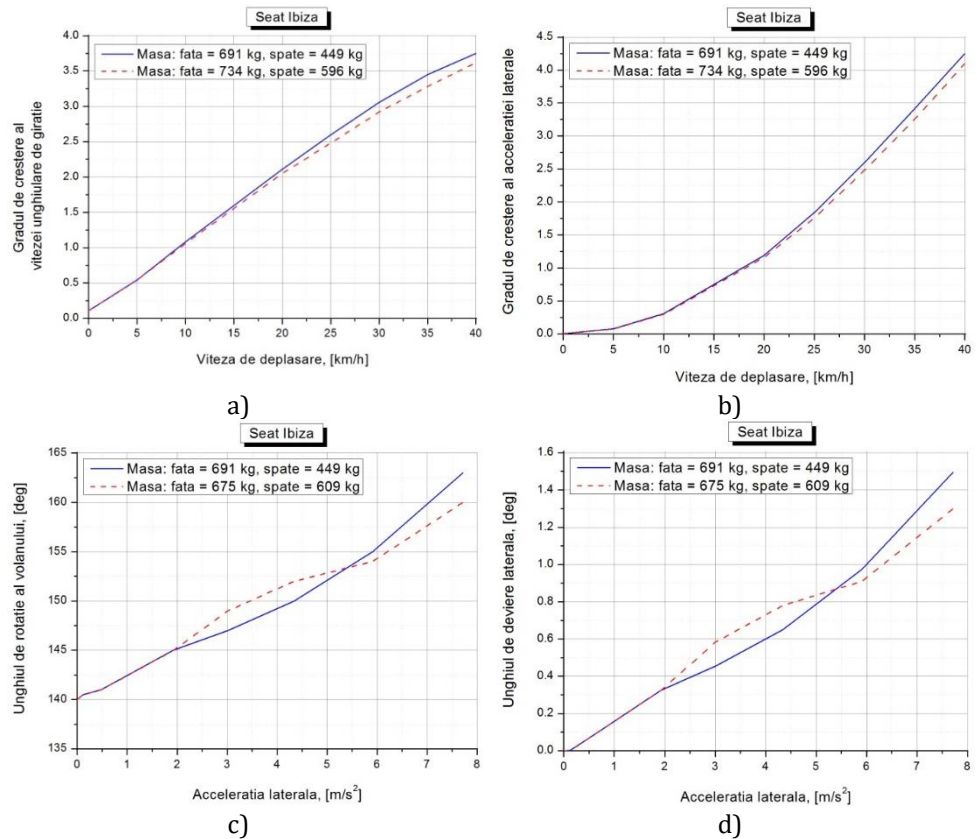 Seat Ibiza
Masa: fata = 691 kg, spate = 449 kg
Masa: fata = 734 kg, spate = 596 kg
Gradul de crestere al
vitezei unghiulare de giratie
4.0
3.5
3.0
2.5
2.0
1.5
1.0
0.5
0.0
0 5 10 15 20 25 30 35 40
Viteza de deplasare, [km/h]
a)
Seat Ibiza
Masa: fata = 691 kg, spate = 449 kg
Masa: fata = 734 kg, spate = 596 kg
Gradul de crestere al acceleratiei laterale
4.5
4.0
3.5
3.0
2.5
2.0
1.5
1.0
0.5
0.0
0 5 10 15 20 25 30 35 40
Viteza de deplasare, [km/h]
b)
Seat Ibiza
Masa: fata = 691 kg, spate = 449 kg
Masa: fata = 675 kg, spate = 609 kg
Unghiul de rotatie al volanului, [deg]
165
160
155
150
145
140
135
0 1 2 3 4 5 6 7 8
Acceleratia laterala, [m/s²]
c)
Seat Ibiza
Masa: fata = 691 kg, spate = 449 kg
Masa: fata = 675 kg, spate = 609 kg
Unghiul de deviere laterala, [deg]
1.6
1.4
1.2
1.0
0.8
0.6
0.4
0.2
0.0
0 1 2 3 4 5 6 7 8
Acceleratia laterala, [m/s²]
d)